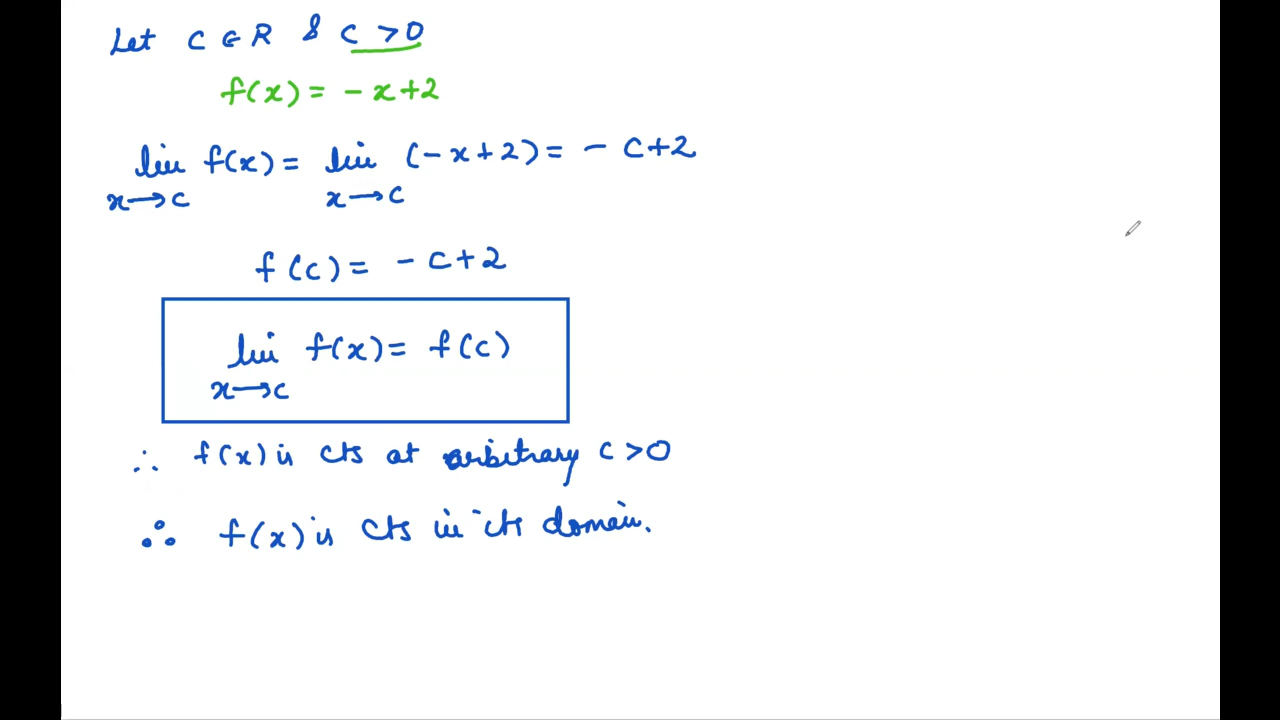 Let c ∈ R & c > 0
f(x) = - x + 2
lim f(x) = lim (- x + 2) = - c + 2
x → c x → c
f (c) = - c + 2
lim f(x) = f(c)
x → c
∴ f(x) is cts at arbitrary c > 0
∴ f(x) is cts in its domain.